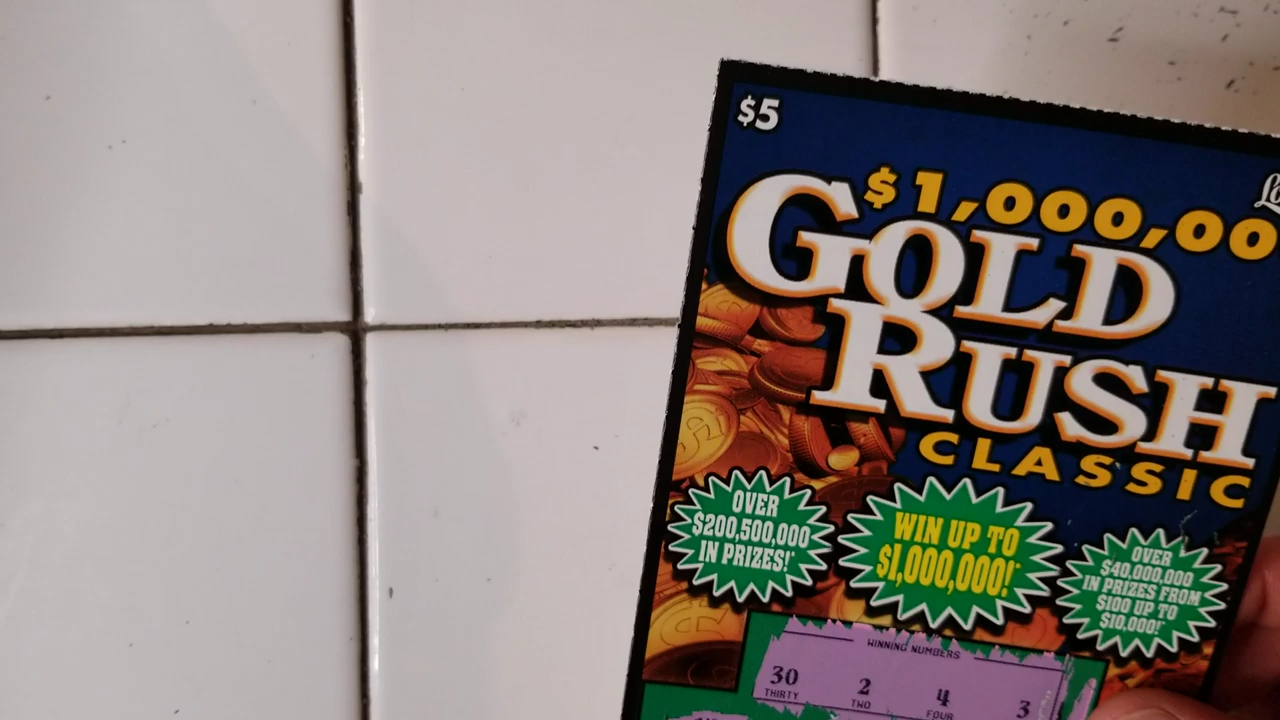 $5
$1,000,00
GOLD
RUSH
CLASSIC
OVER
$200,500,000
IN PRIZES!*
WIN UP TO
$1,000,000!*
OVER
$40,000,000
IN PRIZES FROM
$100 UP TO
$10,000!*
WINNING NUMBERS
30 2 4 3
THIRTY TWO FOUR